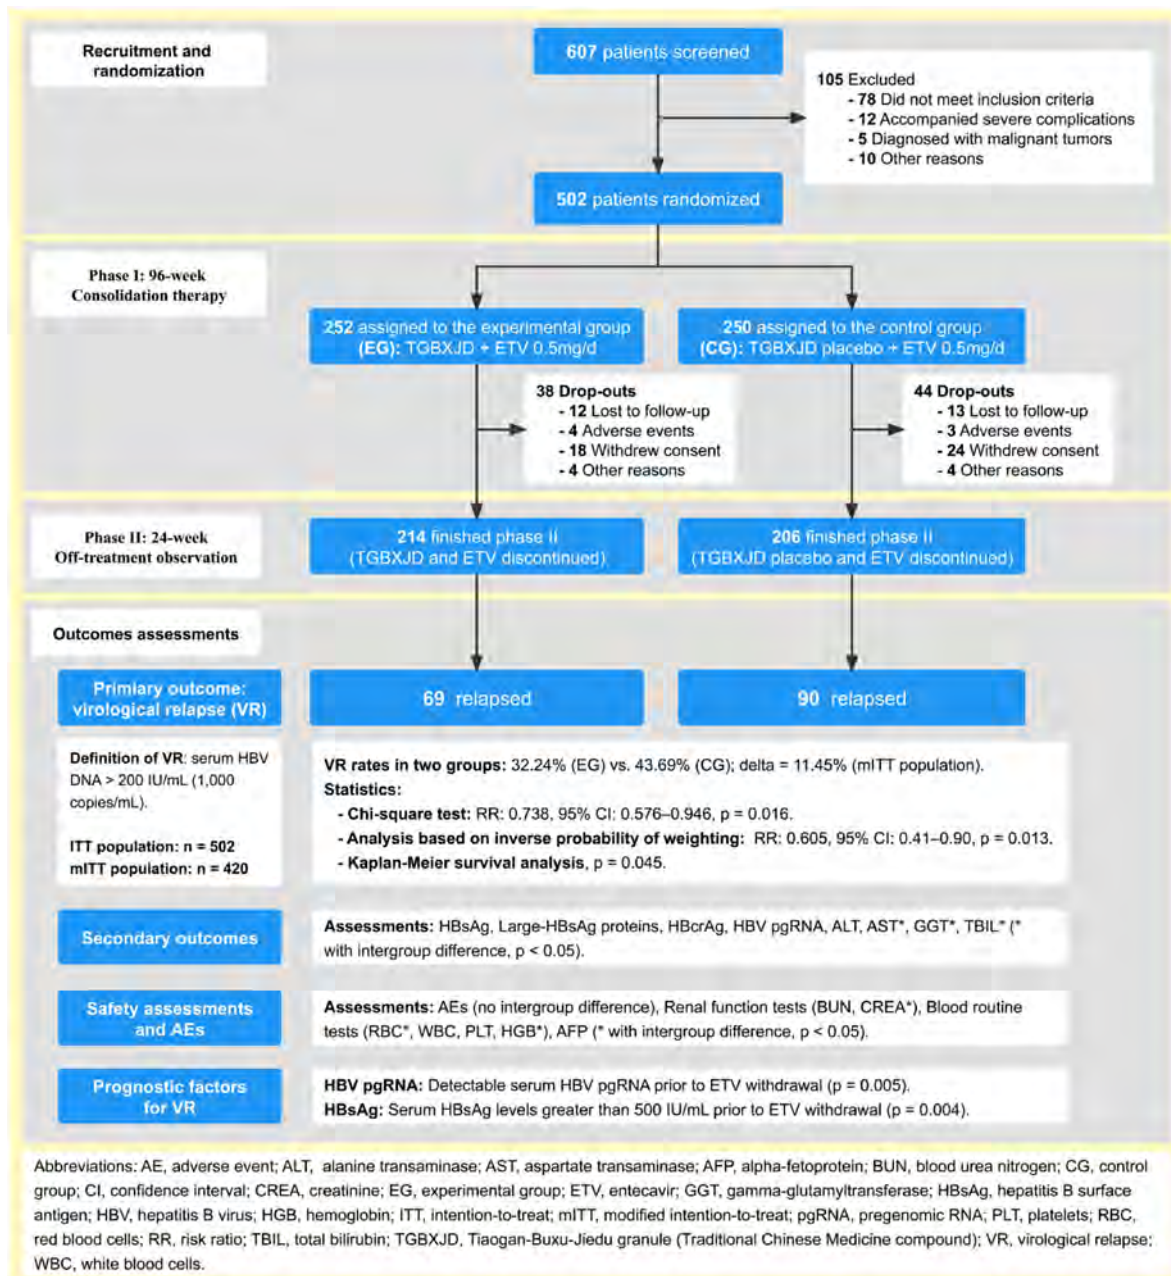 Recruitment and
randomization
607 patients screened
105 Excluded
- 78 Did not meet inclusion criteria
- 12 Accompanied severe complications
- 5 Diagnosed with malignant tumors
- 10 Other reasons
502 patients randomized
Phase I: 96-week
Consolidation therapy
252 assigned to the experimental group
(EG): TGBXJD + ETV 0.5mg/d
250 assigned to the control group
(CG): TGBXJD placebo + ETV 0.5mg/d
38 Drop-outs
- 12 Lost to follow-up
- 4 Adverse events
- 18 Withdrew consent
- 4 Other reasons
44 Drop-outs
- 13 Lost to follow-up
- 3 Adverse events
- 24 Withdrew consent
- 4 Other reasons
Phase II: 24-week
Off-treatment observation
214 finished phase II
(TGBXJD and ETV discontinued)
206 finished phase II
(TGBXJD placebo and ETV discontinued)
Outcomes assessments
Primiary outcome:
virological relapse (VR)
69 relapsed
90 relapsed
Definition of VR: serum HBV
DNA > 200 IU/mL (1,000
copies/mL).
ITT population: n = 502
mITT population: n = 420
VR rates in two groups: 32.24% (EG) vs. 43.69% (CG); delta = 11.45% (mITT population).
Statistics:
- Chi-square test: RR: 0.738, 95% CI: 0.576–0.946, p = 0.016.
- Analysis based on inverse probability of weighting: RR: 0.605, 95% CI: 0.41–0.90, p = 0.013.
- Kaplan-Meier survival analysis, p = 0.045.
Secondary outcomes
Assessments: HBsAg, Large-HBsAg proteins, HBcrAg, HBV pgRNA, ALT, AST*, GGT*, TBIL* (*
with intergroup difference, p < 0.05).
Safety assessments
and AEs
Assessments: AEs (no intergroup difference), Renal function tests (BUN, CREA*), Blood routine
tests (RBC*, WBC, PLT, HGB*), AFP (* with intergroup difference, p < 0.05).
Prognostic factors
for VR
HBV pgRNA: Detectable serum HBV pgRNA prior to ETV withdrawal (p = 0.005).
HBsAg: Serum HBsAg levels greater than 500 IU/mL prior to ETV withdrawal (p = 0.004).
Abbreviations: AE, adverse event; ALT, alanine transaminase; AST, aspartate transaminase; AFP, alpha-fetoprotein; BUN, blood urea nitrogen; CG, control
group; CI, confidence interval; CREA, creatinine; EG, experimental group; ETV, entecavir; GGT, gamma-glutamyltransferase; HBsAg, hepatitis B surface
antigen; HBV, hepatitis B virus; HGB, hemoglobin; ITT, intention-to-treat; mITT, modified intention-to-treat; pgRNA, pregenomic RNA; PLT, platelets; RBC,
red blood cells; RR, risk ratio; TBIL, total bilirubin; TGBXJD, Tiaogan-Buxu-Jiedu granule (Traditional Chinese Medicine compound); VR, virological relapse;
WBC, white blood cells.